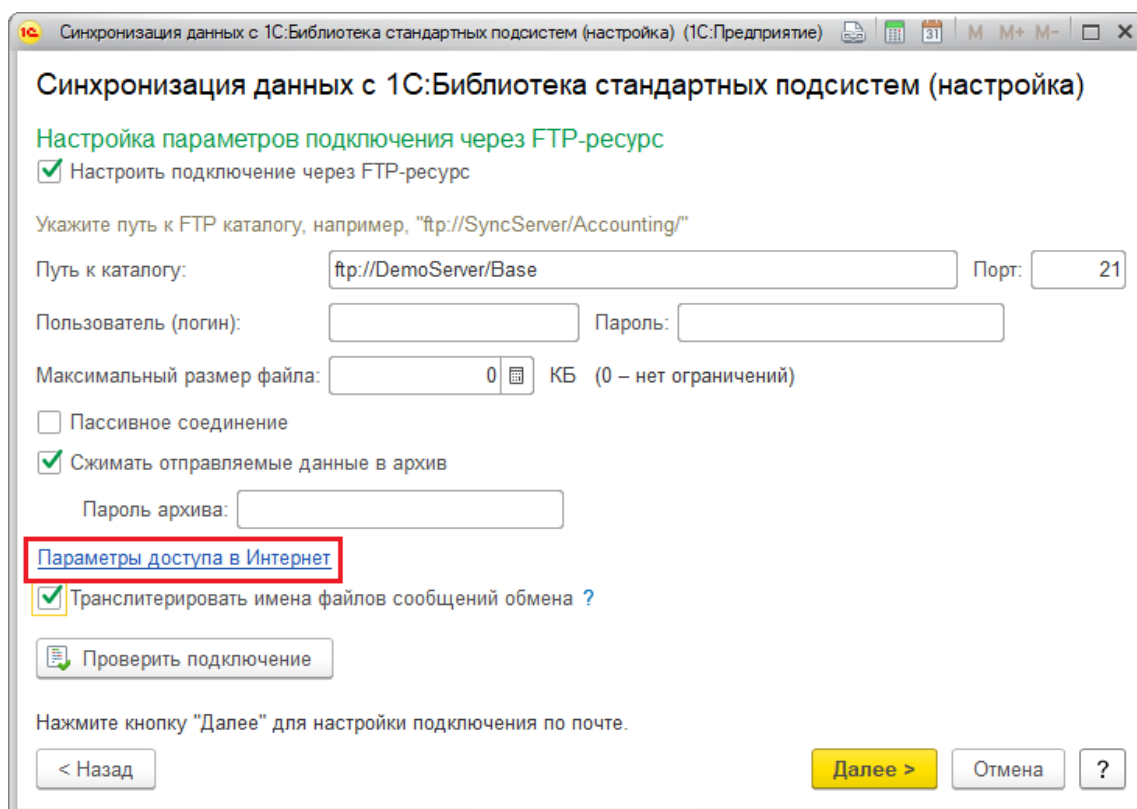 1С Синхронизация данных с 1С:Библиотека стандартных подсистем (настройка) (1С:Предприятие) 31 M M+ M-
Синхронизация данных с 1С:Библиотека стандартных подсистем (настройка)
Настройка параметров подключения через FTP-ресурс
Настроить подключение через FTP-ресурс
Укажите путь к FTP каталогу, например, "ftp://SyncServer/Accounting/"
Путь к каталогу: ftp://DemoServer/Base Порт: 21
Пользователь (логин): Пароль:
Максимальный размер файла: 0 КБ (0 – нет ограничений)
Пассивное соединение
Сжимать отправляемые данные в архив
Пароль архива:
Параметры доступа в Интернет
Транслитерировать имена файлов сообщений обмена ?
Проверить подключение
Нажмите кнопку "Далее" для настройки подключения по почте.
< Назад Далее > Отмена ?